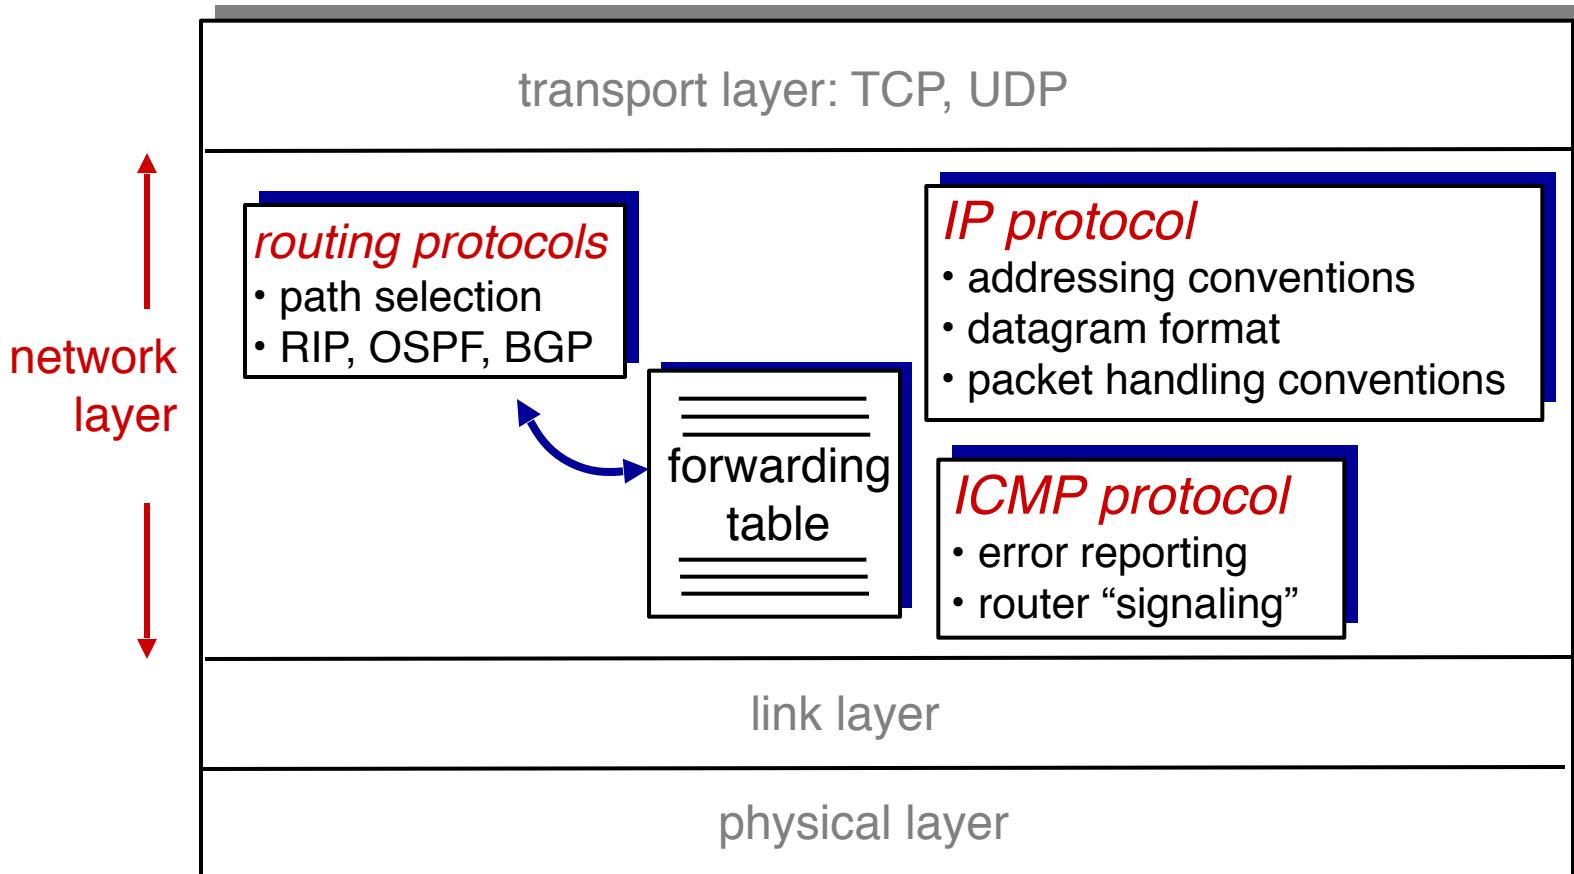 transport layer: TCP, UDP
network
layer
routing protocols
• path selection
• RIP, OSPF, BGP
forwarding
table
IP protocol
• addressing conventions
• datagram format
• packet handling conventions
ICMP protocol
• error reporting
• router “signaling”
link layer
physical layer